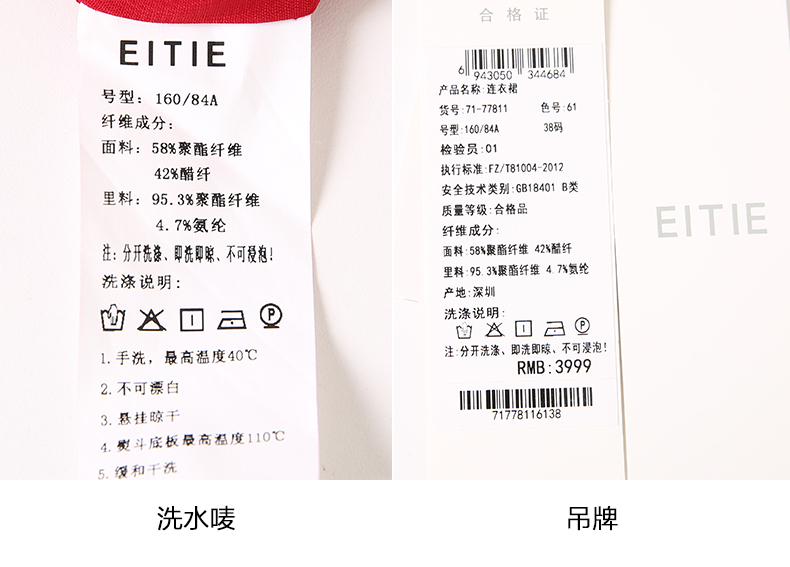 EITIE
号型：160/84A
纤维成分：
面料：58%聚酯纤维
42%醋纤
里料：95.3%聚酯纤维
4.7%氨纶
注：分开洗涤、即洗即晾、不可浸泡！
洗涤说明：
P
1.手洗，最高温度40℃
2.不可漂白
3.悬挂晾干
4.熨斗底板最高温度110℃
5.缓和干洗
洗水唛
合格证
6 943050 344684
产品名称:连衣裙
货号:71-77811 色号:61
号型:160/84A 38码
检验员:01
执行标准:FZ/T81004-2012
安全技术类别:GB18401 B类
质量等级:合格品
纤维成分:
面料:58%聚酯纤维 42%醋纤
里料:95.3%聚酯纤维 4.7%氨纶
产地:深圳
洗涤说明:
P
注:分开洗涤、即洗即晾、不可浸泡!
RMB:3999
71778116138
EITIE
吊牌